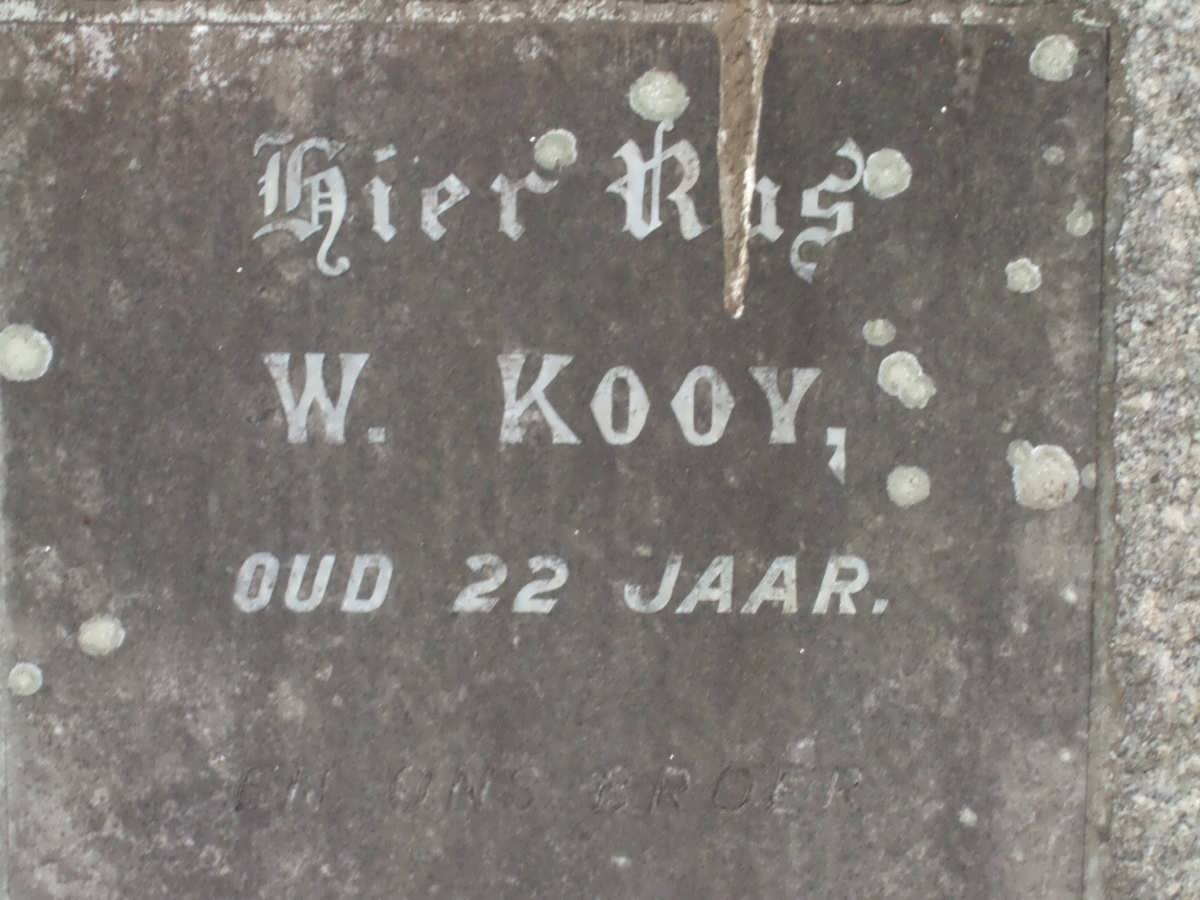 Hier Rus
W. KOOY,
OUD 22 JAAR.
EN ONS BROER